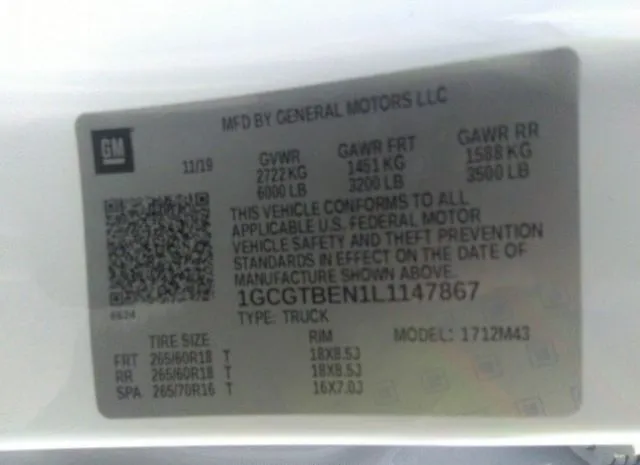 MFD BY GENERAL MOTORS LLC
GM
11/19
GVWR GAWR FRT GAWR RR
2722 KG 1451 KG 1588 KG
6000 LB 3200 LB 3500 LB
THIS VEHICLE CONFORMS TO ALL
APPLICABLE U.S. FEDERAL MOTOR
VEHICLE SAFETY AND THEFT PREVENTION
STANDARDS IN EFFECT ON THE DATE OF
MANUFACTURE SHOWN ABOVE.
1GCGTBEN1L1147867
TYPE: TRUCK
TIRE SIZE RIM MODEL: 1712M43
FRT 265/60R18 T 18X8.5J
RR 265/60R18 T 18X8.5J
SPA 265/70R16 T 16X7.0J